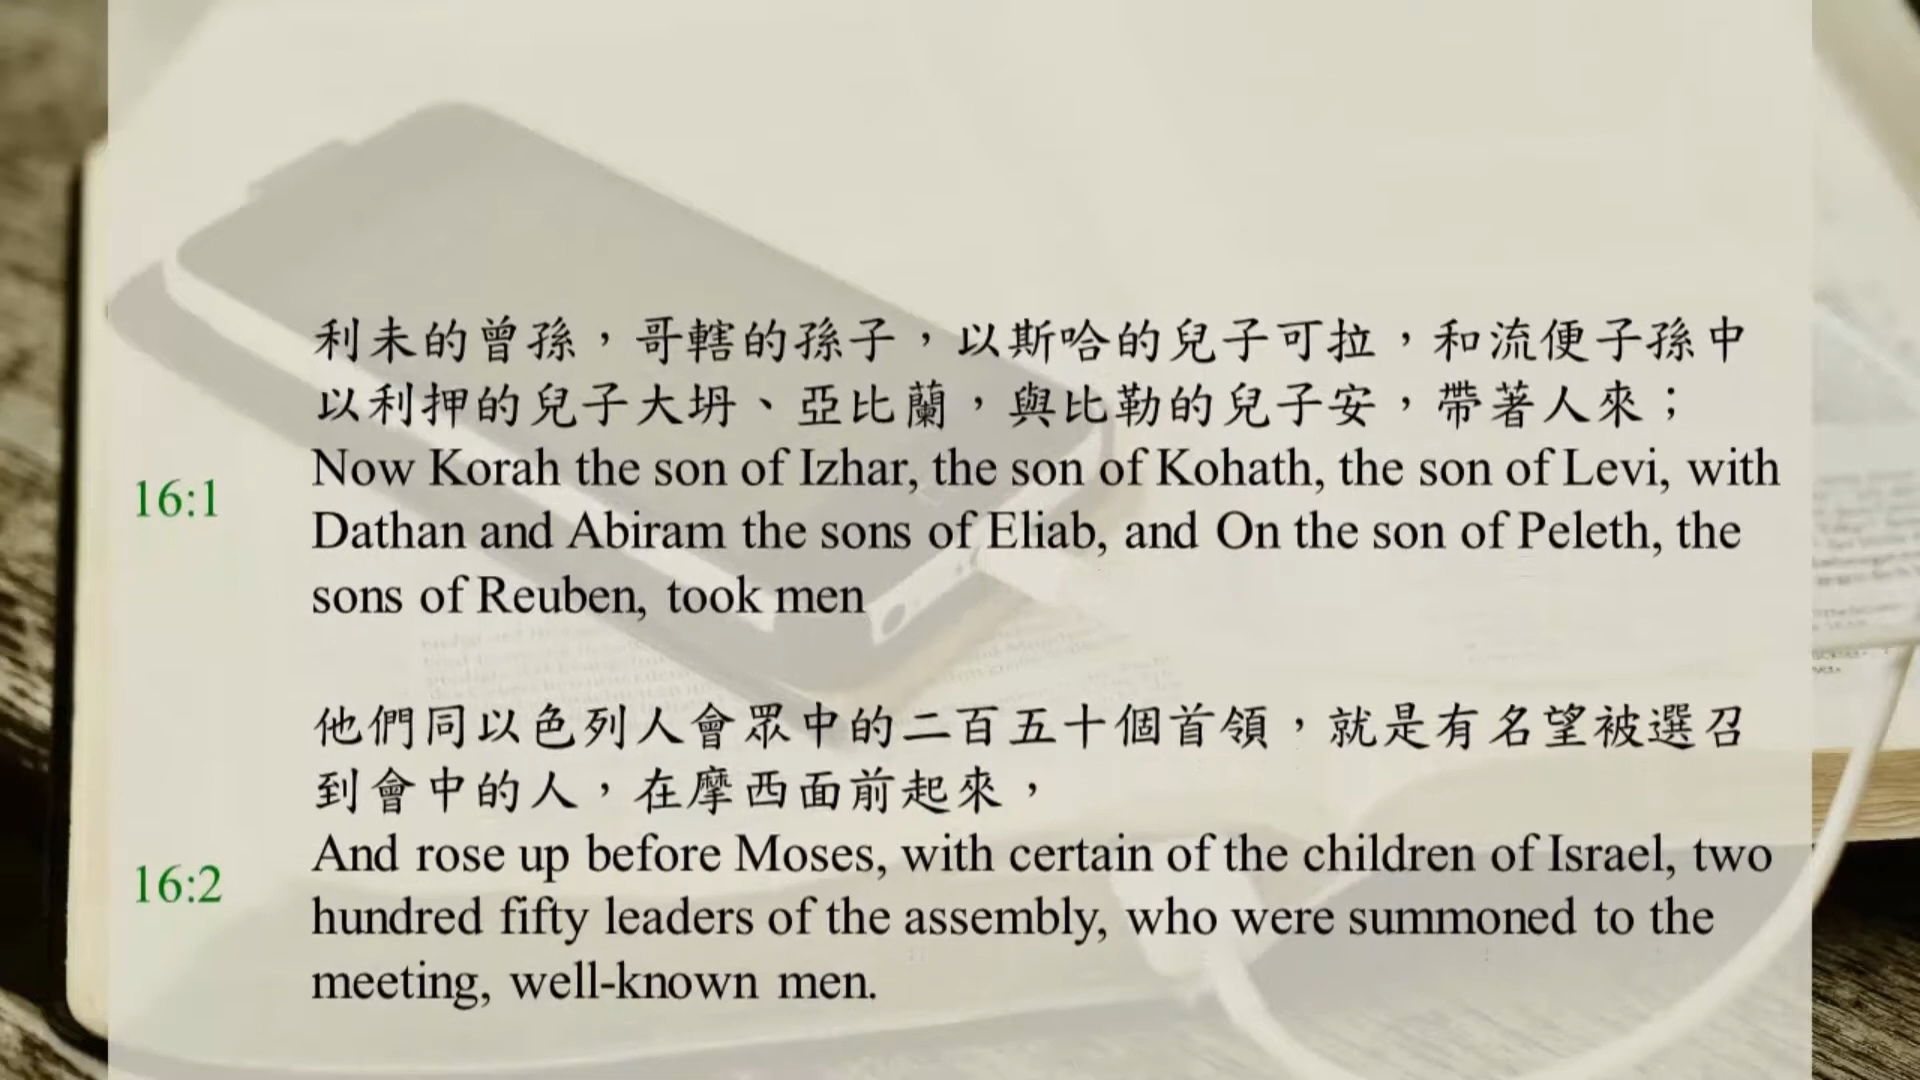 利未的曾孫，哥轄的孫子，以斯哈的兒子可拉，和流便子孫中
以利押的兒子大坍、亞比蘭，與比勒的兒子安，帶著人來；
16:1
Now Korah the son of Izhar, the son of Kohath, the son of Levi, with
Dathan and Abiram the sons of Eliab, and On the son of Peleth, the
sons of Reuben, took men
他們同以色列人會眾中的二百五十個首領，就是有名望被選召
到會中的人，在摩西面前起來，
16:2
And rose up before Moses, with certain of the children of Israel, two
hundred fifty leaders of the assembly, who were summoned to the
meeting, well-known men.